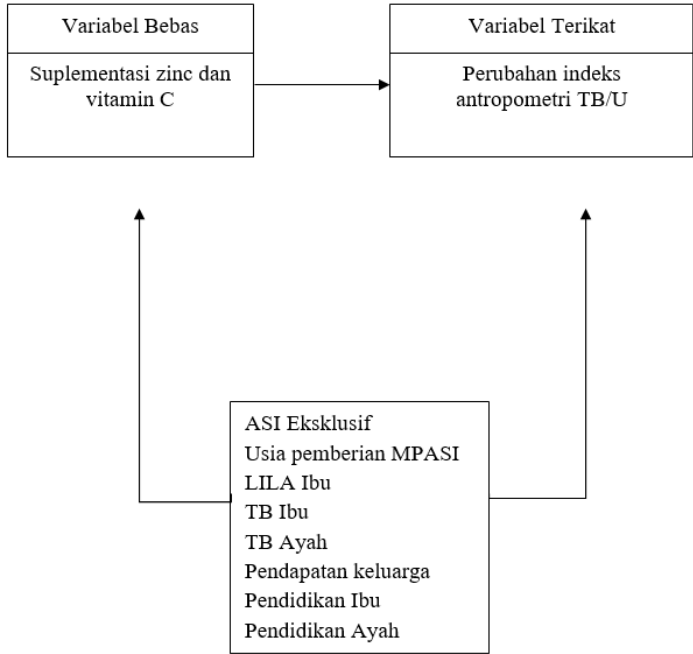 Variabel Bebas
Suplementasi zinc dan
vitamin C
Variabel Terikat
Perubahan indeks
antropometri TB/U
ASI Eksklusif
Usia pemberian MPASI
LILA Ibu
TB Ibu
TB Ayah
Pendapatan keluarga
Pendidikan Ibu
Pendidikan Ayah